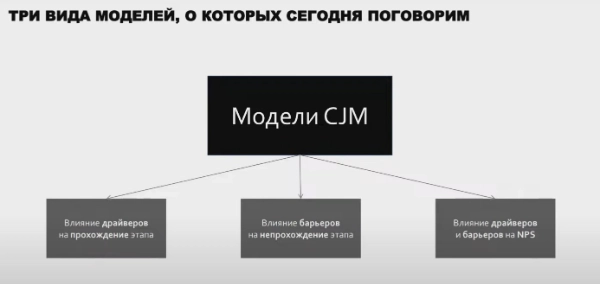 ТРИ ВИДА МОДЕЛЕЙ, О КОТОРЫХ СЕГОДНЯ ПОГОВОРИМ
Модели CJM
Влияние драйверов
на прохождение этапа
Влияние барьеров
на непрохождение этапа
Влияние драйверов
и барьеров на NPS